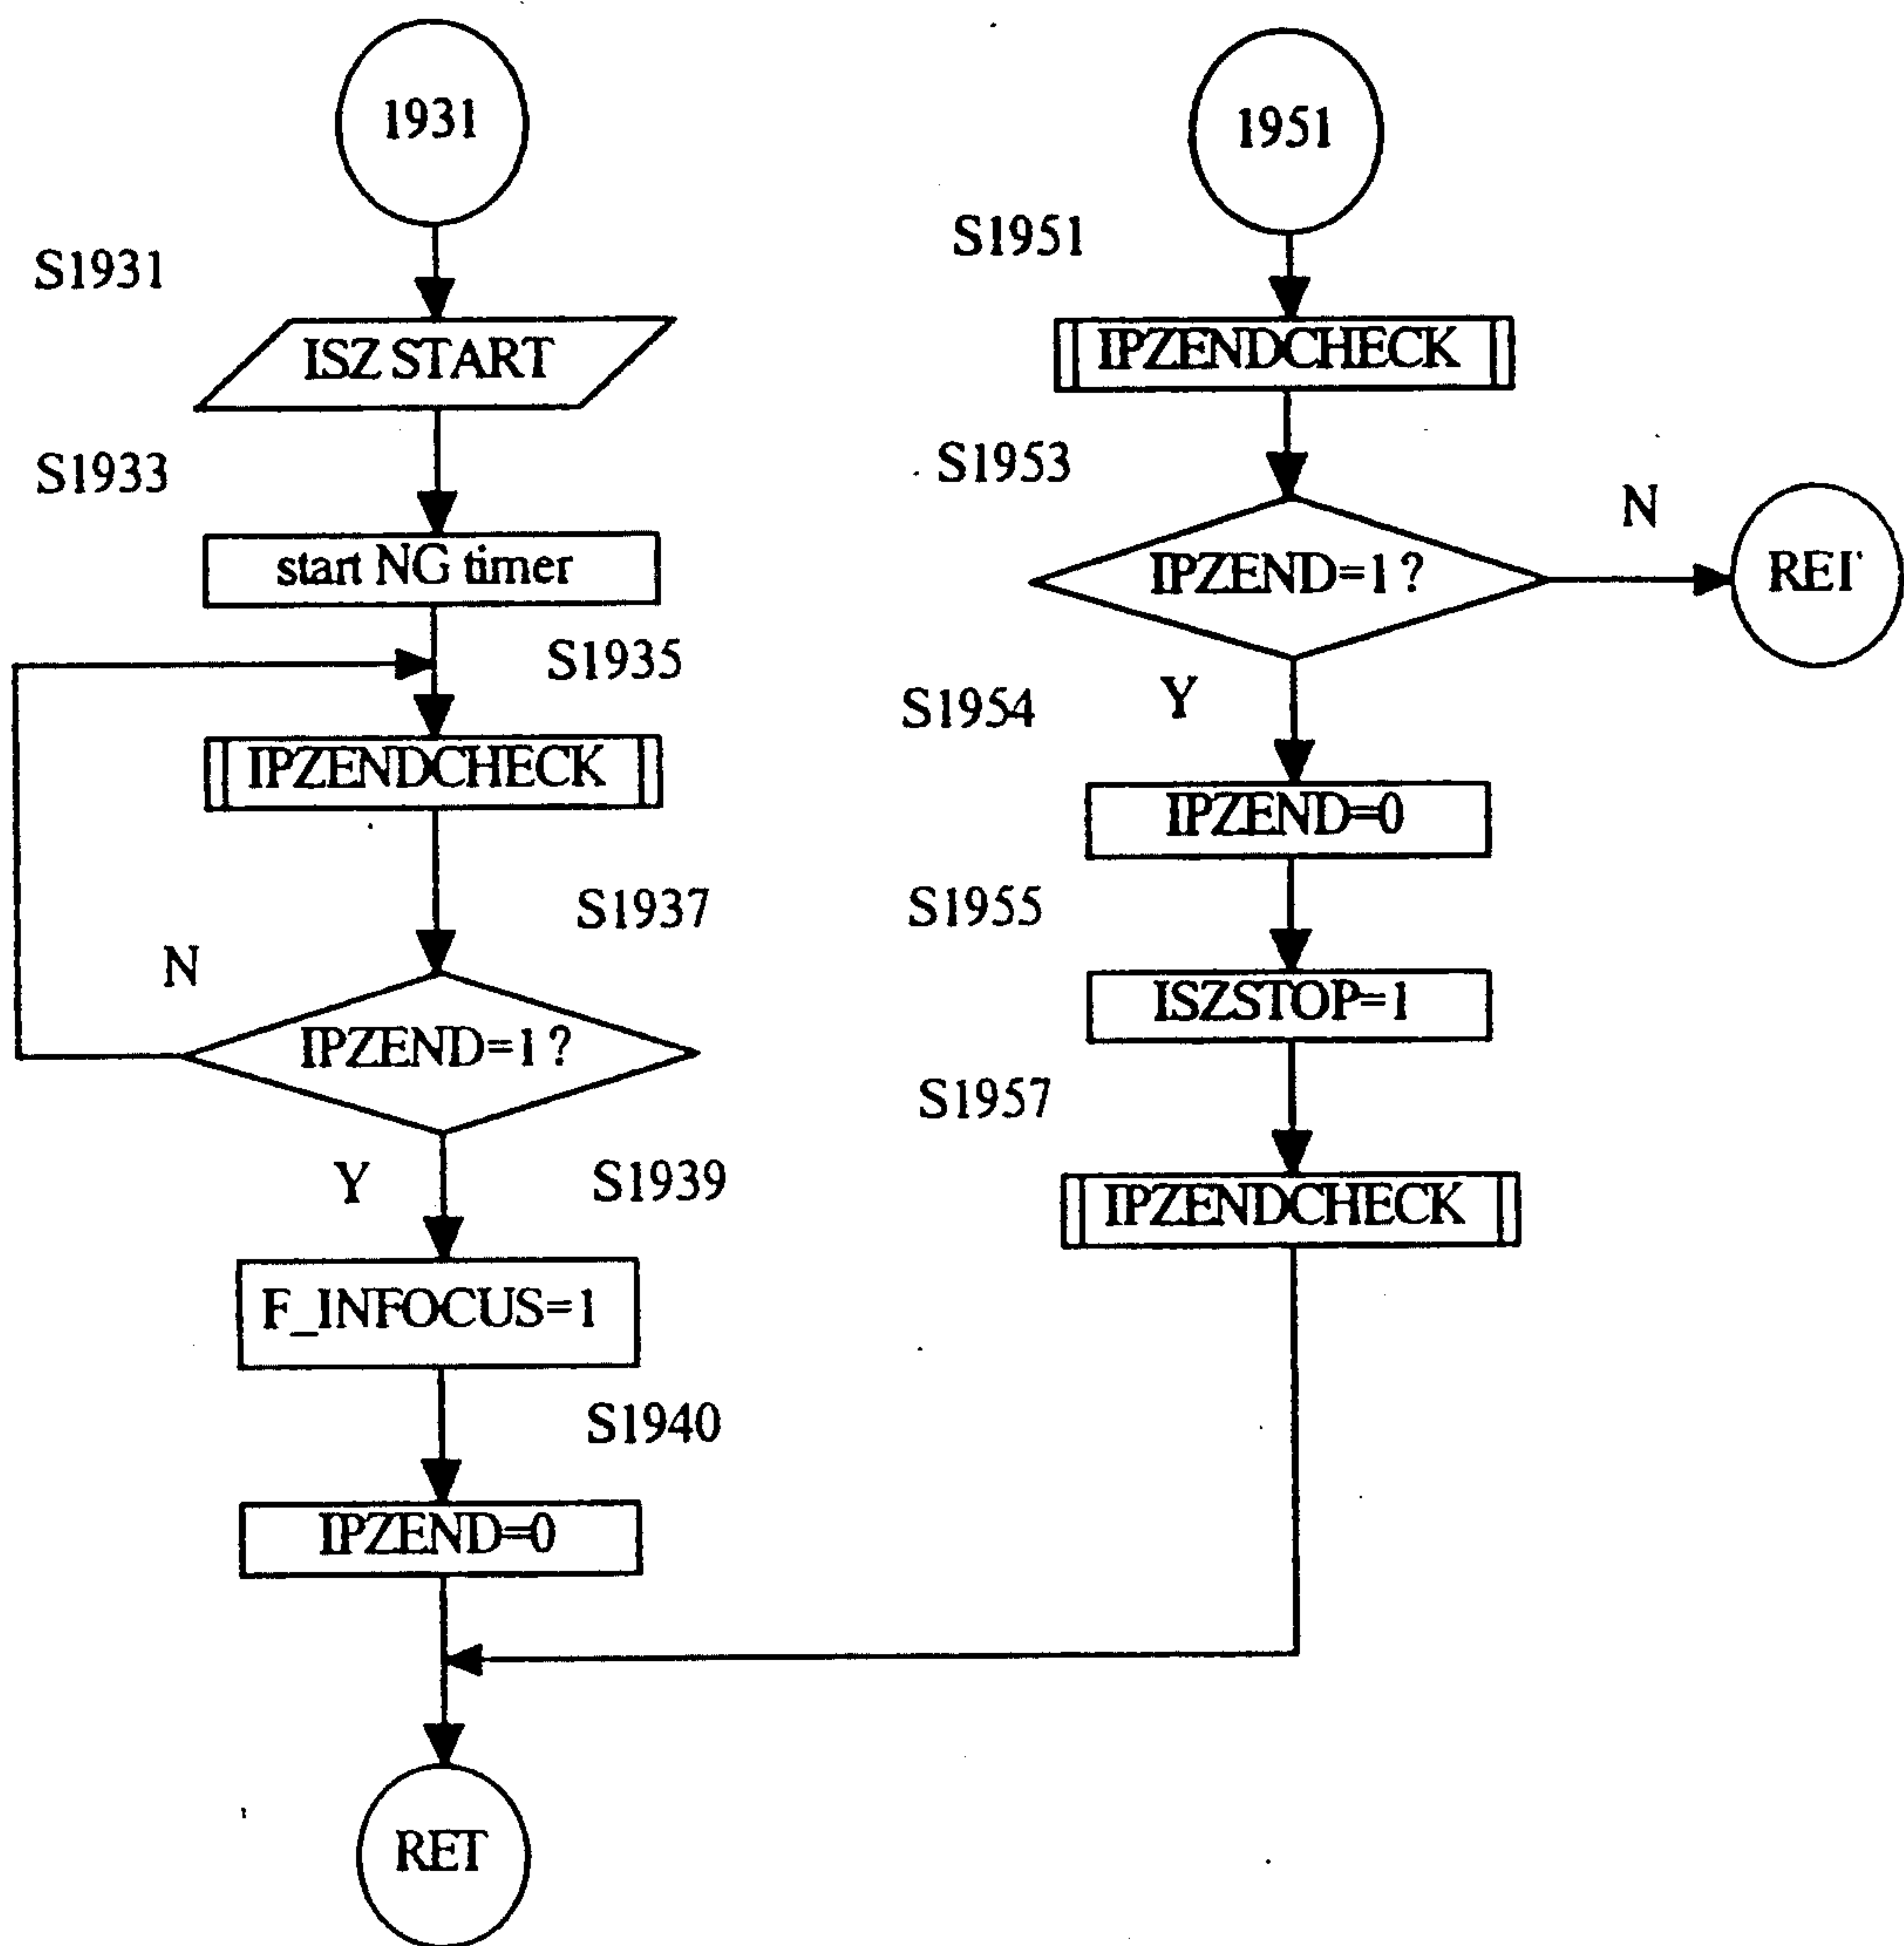 1931
S1931
ISZ START
S1933
start NG timer
S1935
IPZENDCHECK
S1937
N
IPZEND=1 ?
Y
S1939
F_INFOCUS=1
S1940
IPZEND=0
RET
1951
S1951
IPZENDCHECK
S1953
IPZEND=1 ?
N
RET
Y
S1954
IPZEND=0
S1955
ISZSTOP=1
S1957
IPZENDCHECK